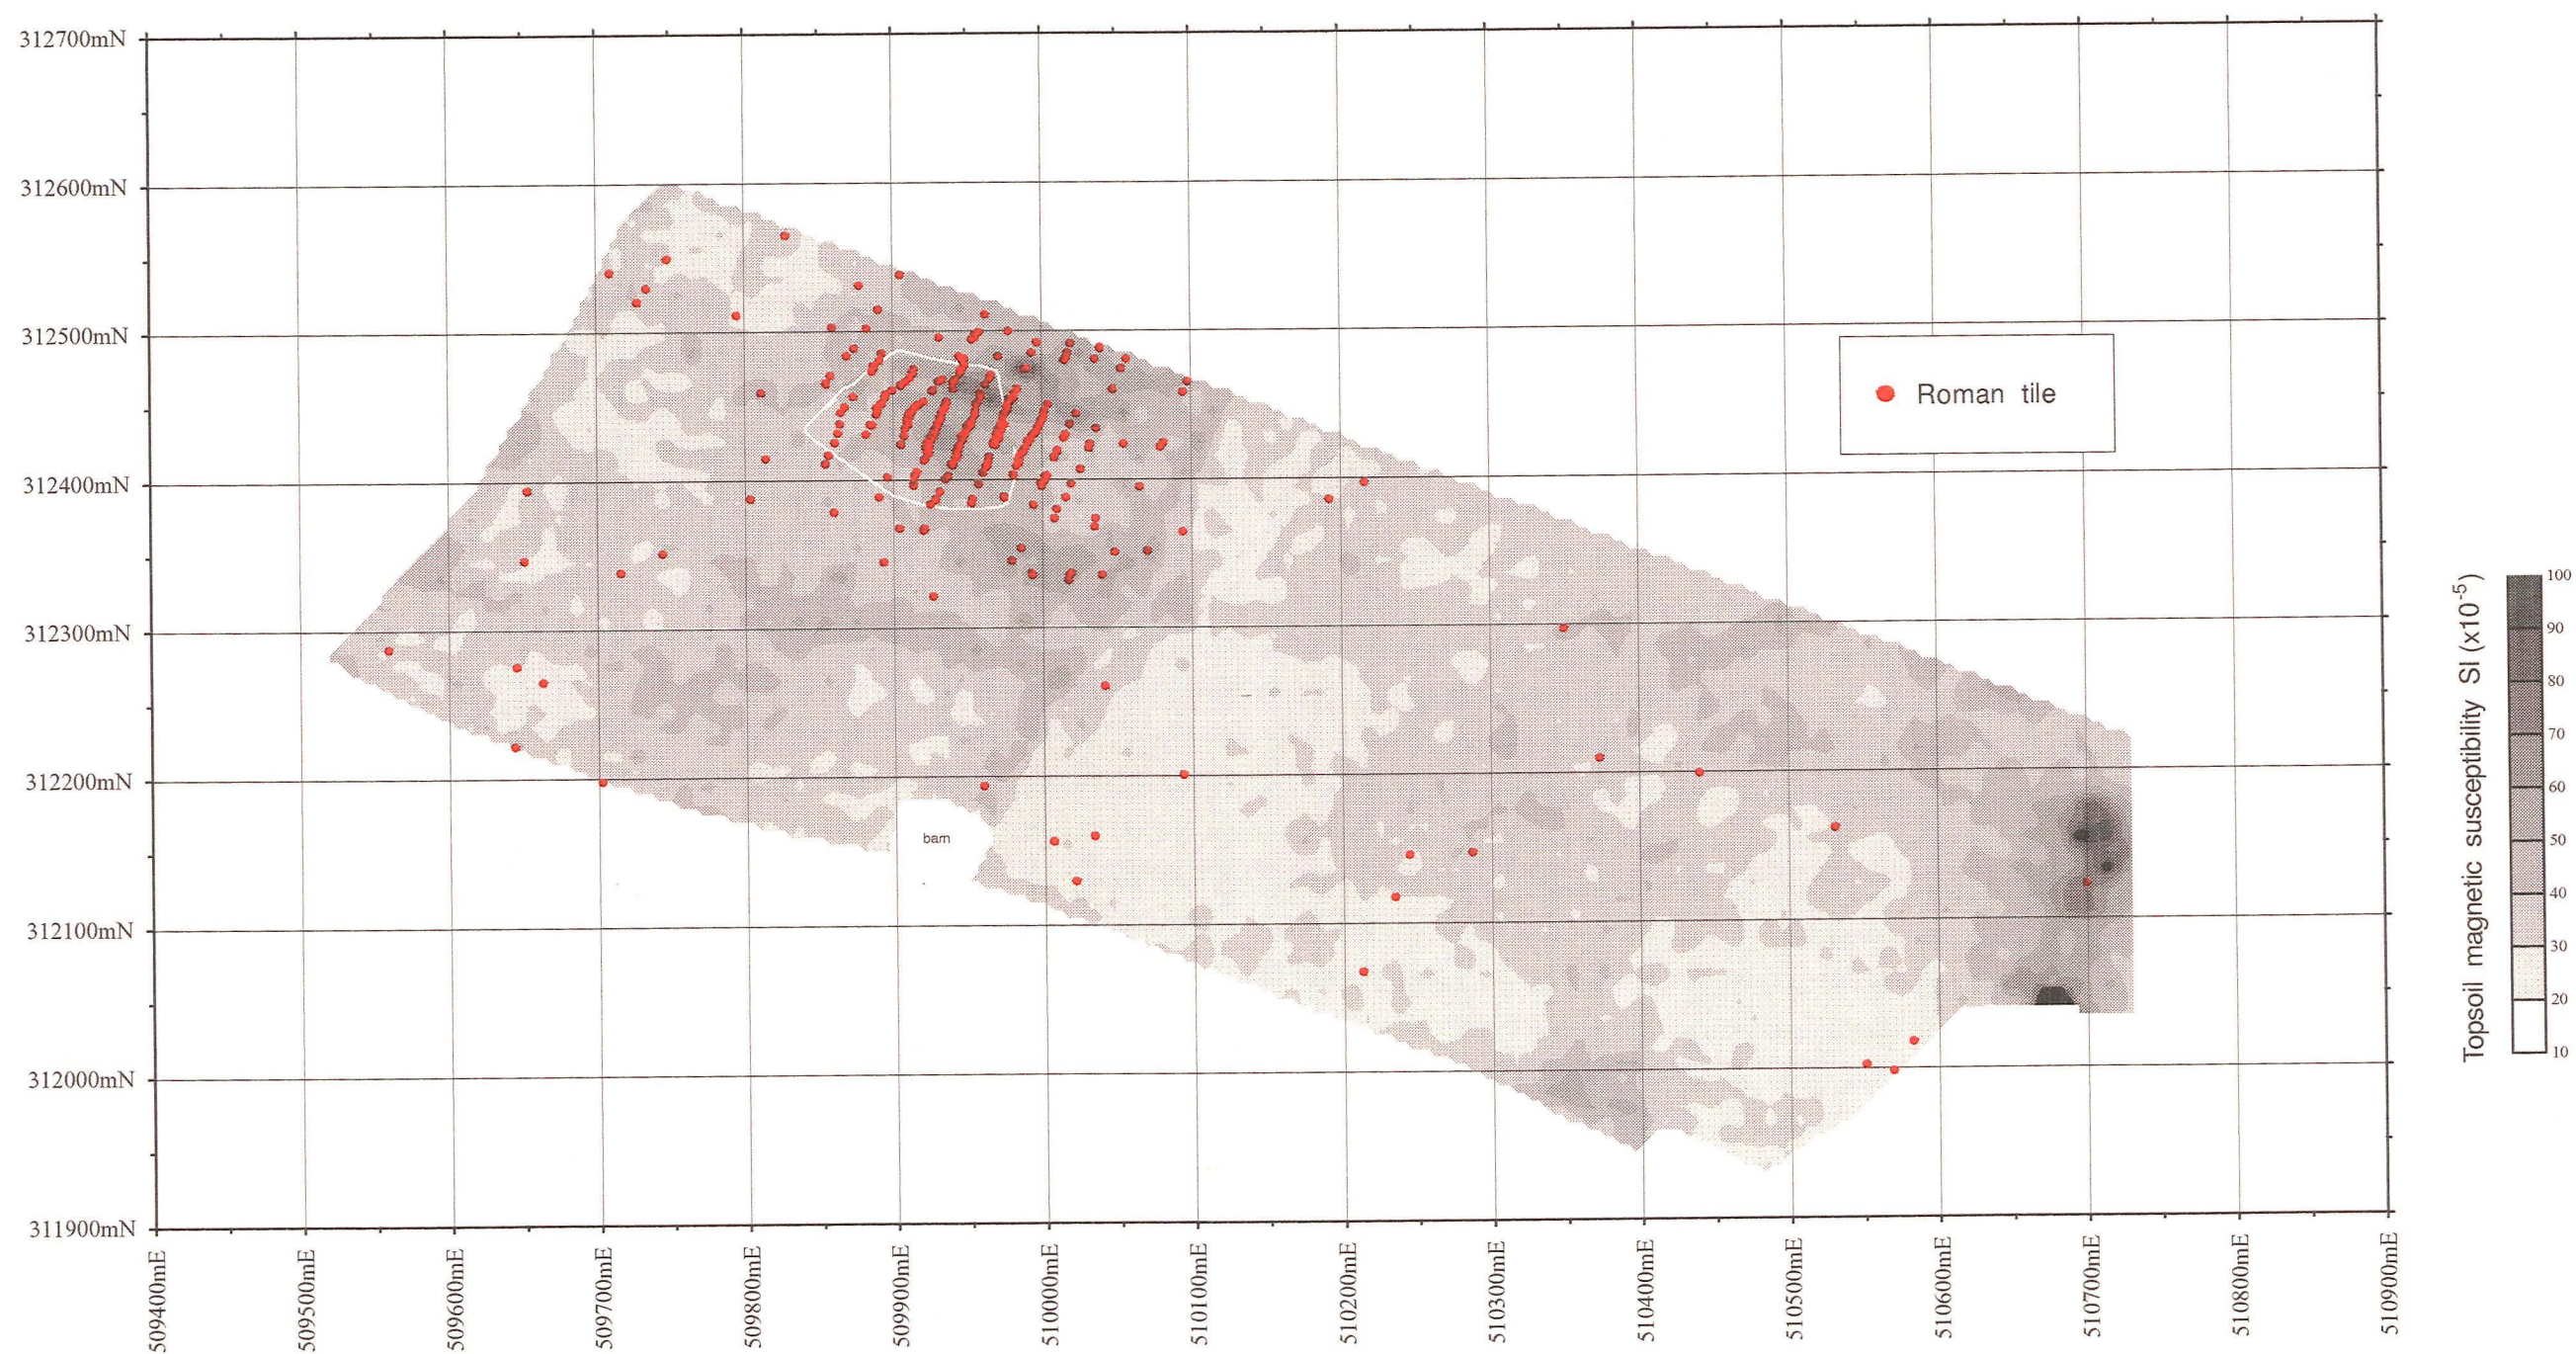 312700mN
312600mN
312500mN
Roman tile
312400mN
312300mN
312200mN
barn
312100mN
312000mN
311900mN
509400mE
509500mE
509600mE
509700mE
509800mE
509900mE
510000mE
510100mE
510200mE
510300mE
510400mE
510500mE
510600mE
510700mE
510800mE
510900mE
Topsoil magnetic susceptibility SI (x10⁻⁵)
100
90
80
70
60
50
40
30
20
10